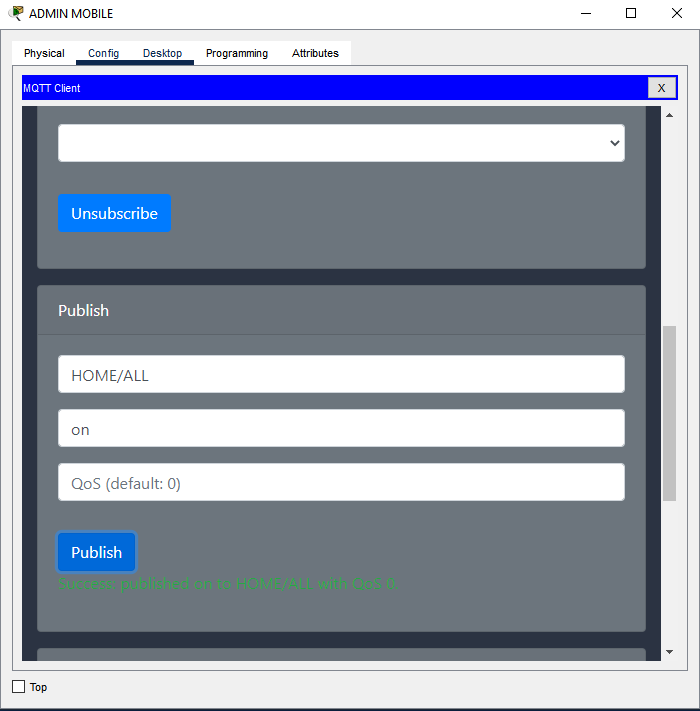 ADMIN MOBILE
Physical Config Desktop Programming Attributes
MQTT Client X
Unsubscribe
Publish
HOME/ALL
on
QoS (default: 0)
Publish
Success: published on to HOME/ALL with QoS 0.
Top